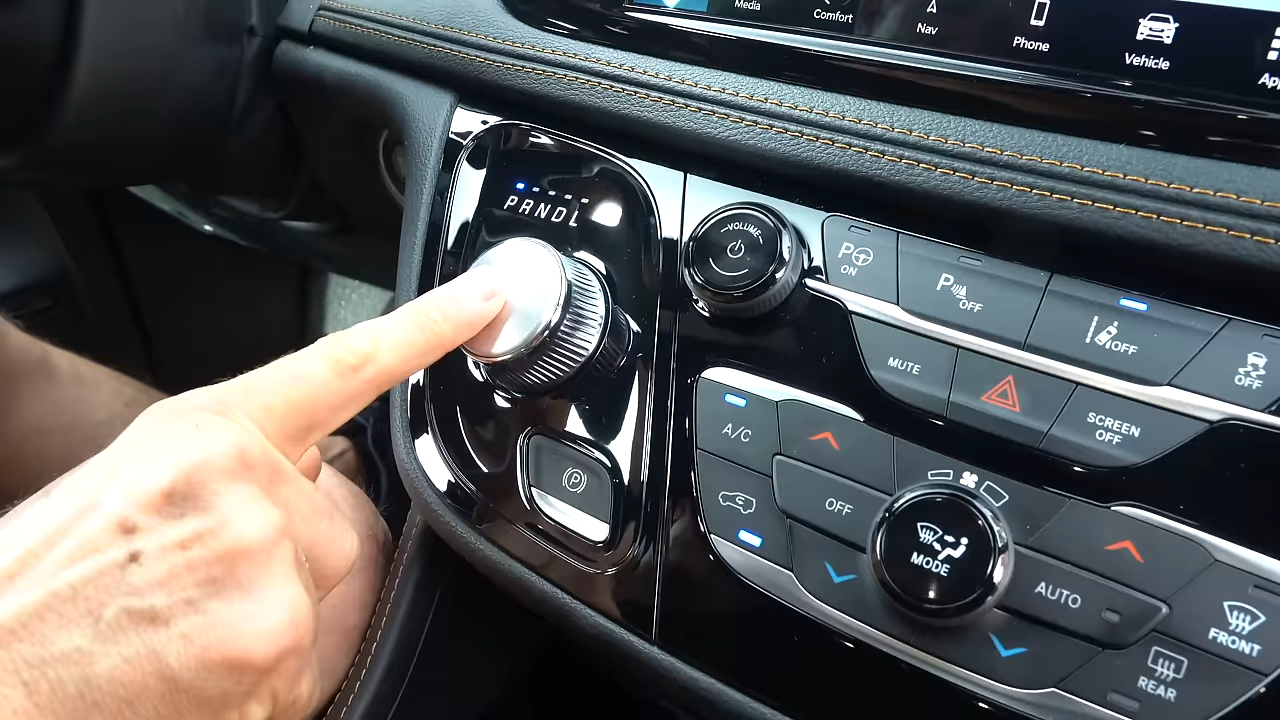 Media
Comfort
Nav
Phone
Vehicle
PRNDL
VOLUME
P
ON
P
OFF
OFF
OFF
MUTE
SCREEN
OFF
A/C
OFF
MODE
AUTO
FRONT
REAR
(P)